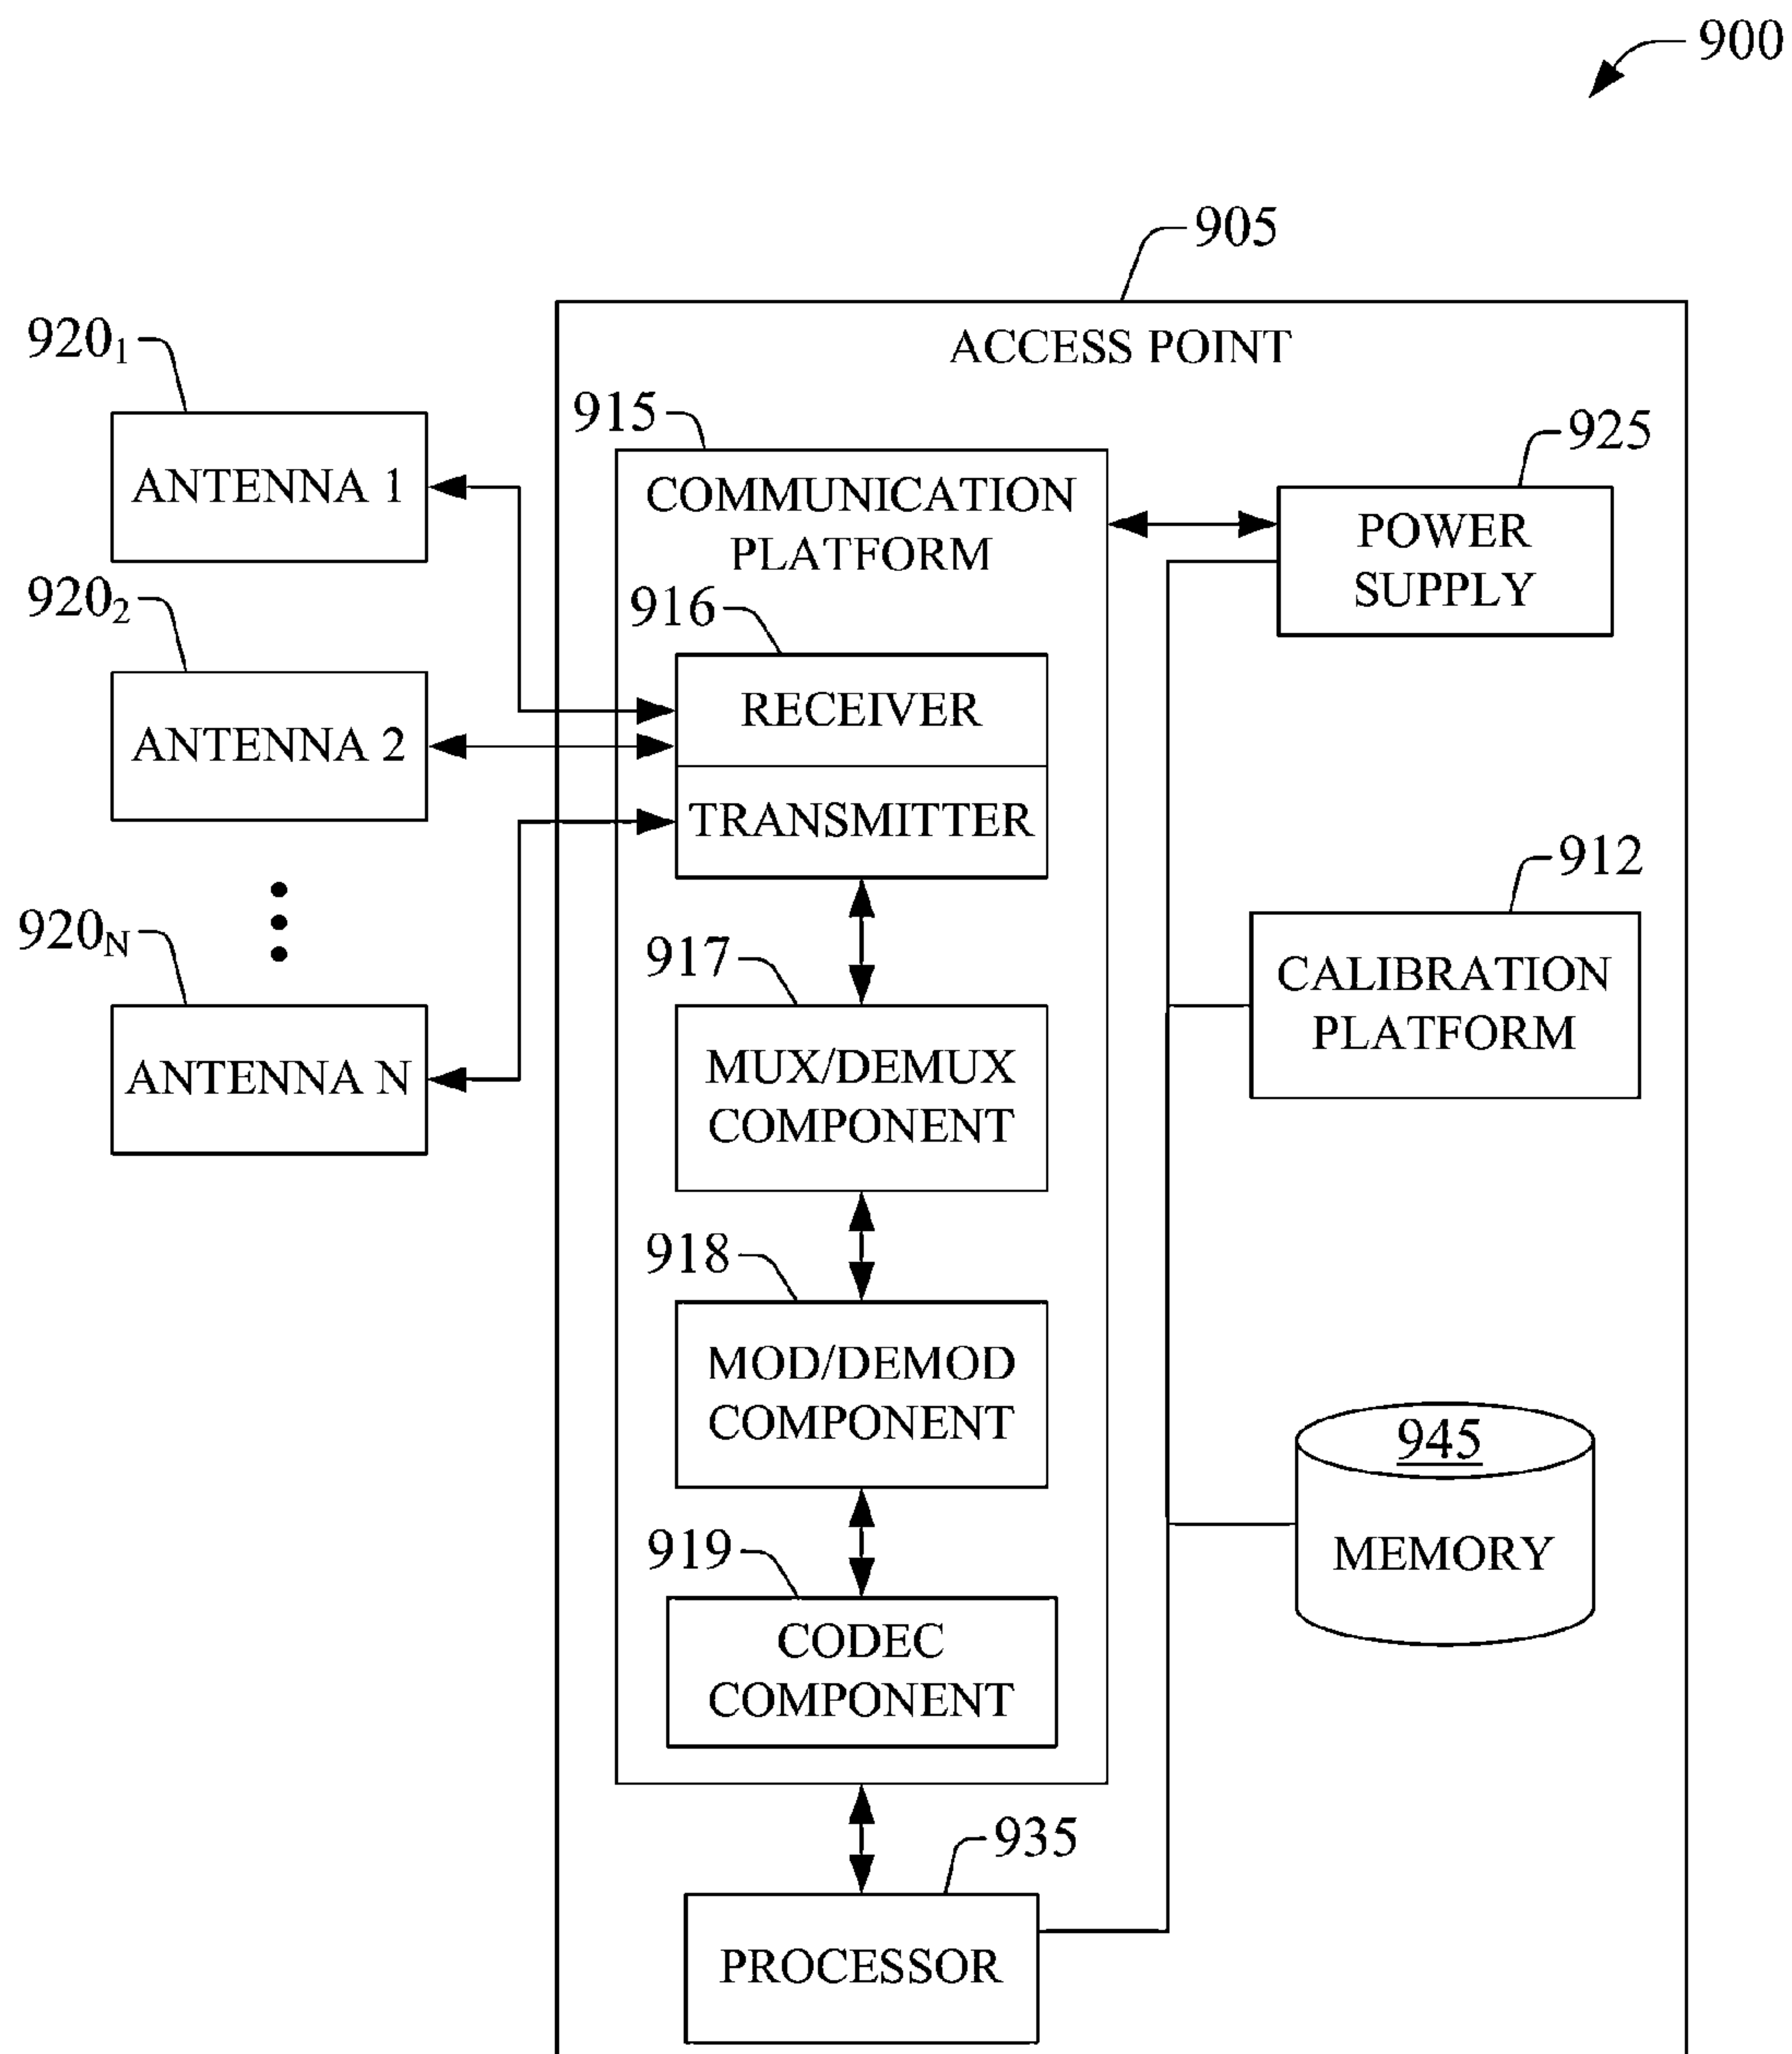 900
905
ACCESS POINT
920₁
ANTENNA 1
915
COMMUNICATION
PLATFORM
925
POWER
SUPPLY
920₂
ANTENNA 2
916
RECEIVER
TRANSMITTER
912
CALIBRATION
PLATFORM
920N
ANTENNA N
917
MUX/DEMUX
COMPONENT
918
MOD/DEMOD
COMPONENT
945
MEMORY
919
CODEC
COMPONENT
935
PROCESSOR